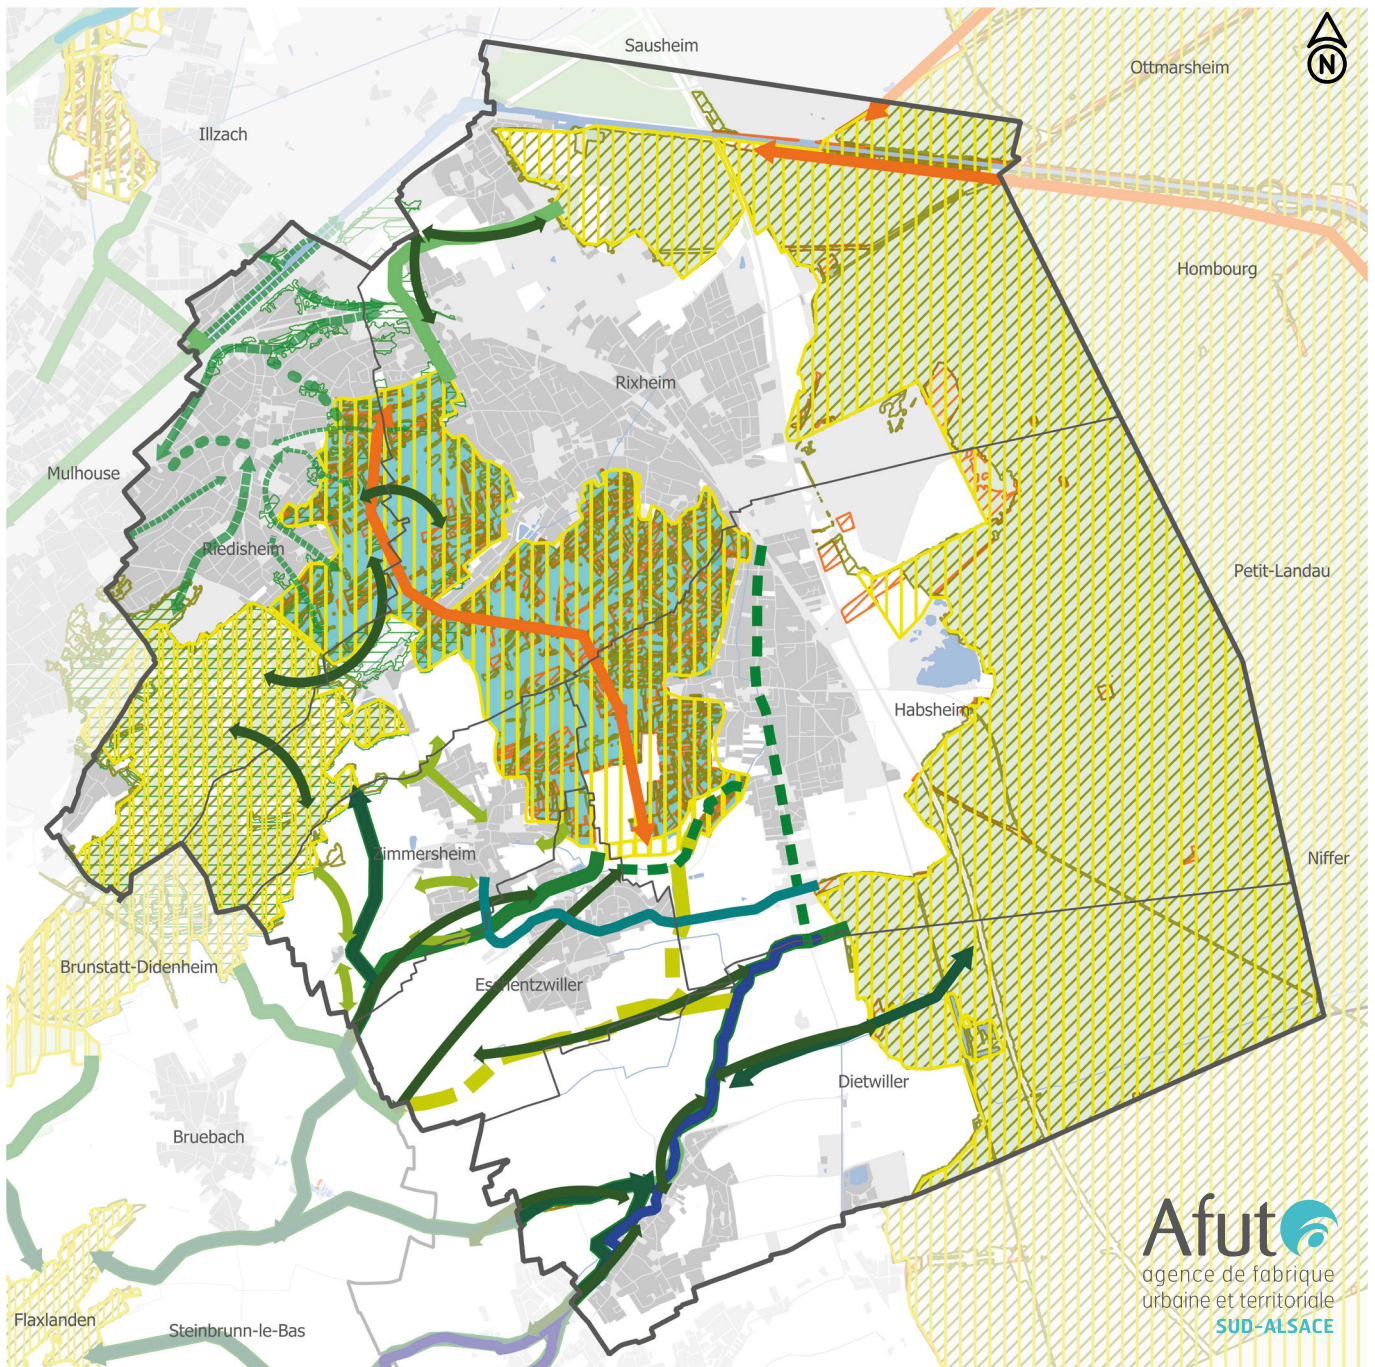 Sausheim
Ottmarsheim
N
Illzach
Hombourg
Rixheim
Mulhouse
Riedisheim
Petit-Landau
Habsheim
Zimmersheim
Niffer
Brunstatt-Didenheim
Eschentzwiller
Dietwiller
Bruebach
Afut
agence de fabrique
urbaine et territoriale
SUD-ALSACE
Flaxlanden
Steinbrunn-le-Bas